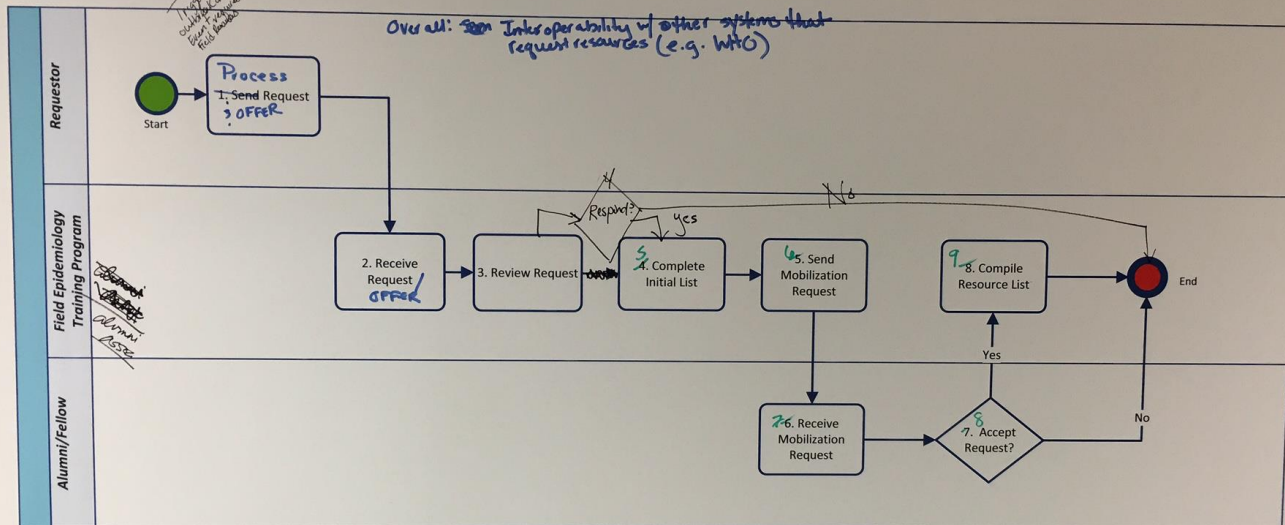 Overall: Interoperability w/ other systems that
request resources (e.g. WHO)
Requestor
Start
Process
1. Send Request
; OFFER
Field Epidemiology
Training Program
alumni
2. Receive
Request/
OFFER
3. Review Request
4
Respond?
yes
No
5
4. Complete
Initial List
6
5. Send
Mobilization
Request
9
8. Compile
Resource List
End
Yes
No
Alumni/Fellow
7
6. Receive
Mobilization
Request
8
7. Accept
Request?